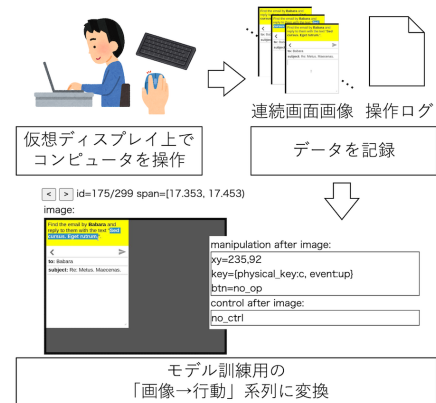 Find the email by Babara and
reply to them with the text "Sed
cursus. Eget rutrum.".
to: Babara
subject: Re: Metus. Maecenas.
連続画面画像 操作ログ
仮想ディスプレイ上で
コンピュータを操作
データを記録
< > id=175/299 span=[17.353, 17.453)
image:
Find the email by Babara and
reply to them with the text "Sed
cursus. Eget rutrum.".
to: Babara
subject: Re: Metus. Maecenas.
manipulation after image:
xy=235,92
key={physical_key:c, event:up}
btn=no_op
control after image:
no_ctrl
モデル訓練用の
「画像→行動」系列に変換